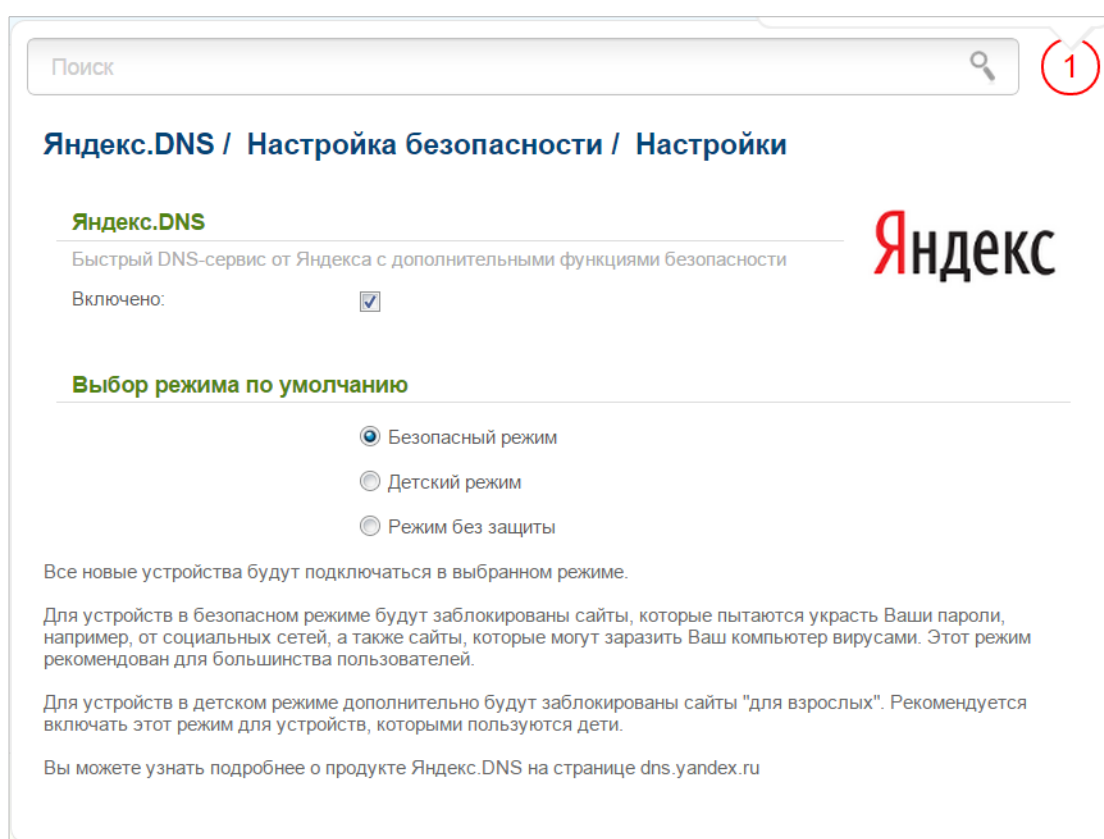 Поиск
1
Яндекс.DNS / Настройка безопасности / Настройки
Яндекс.DNS
Яндекс
Быстрый DNS-сервис от Яндекса с дополнительными функциями безопасности
Включено:
Выбор режима по умолчанию
Безопасный режим
Детский режим
Режим без защиты
Все новые устройства будут подключаться в выбранном режиме.
Для устройств в безопасном режиме будут заблокированы сайты, которые пытаются украсть Ваши пароли,
например, от социальных сетей, а также сайты, которые могут заразить Ваш компьютер вирусами. Этот режим
рекомендован для большинства пользователей.
Для устройств в детском режиме дополнительно будут заблокированы сайты "для взрослых". Рекомендуется
включать этот режим для устройств, которыми пользуются дети.
Вы можете узнать подробнее о продукте Яндекс.DNS на странице dns.yandex.ru